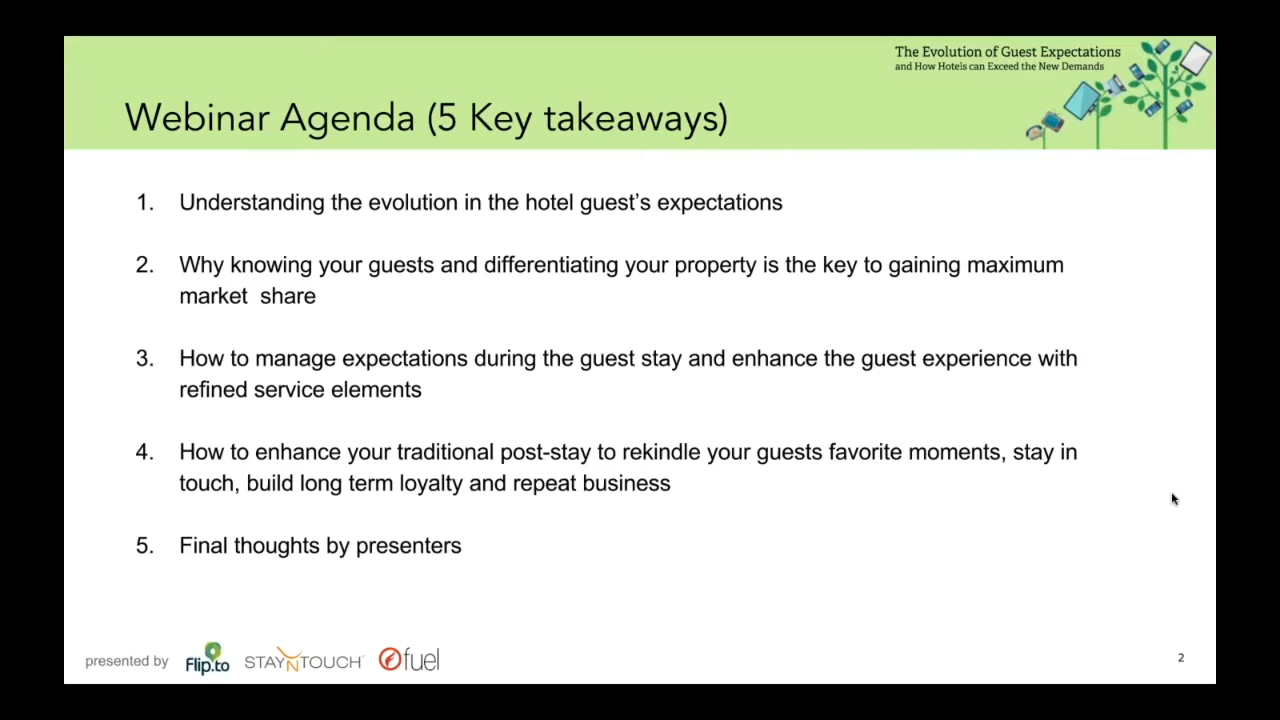 The Evolution of Guest Expectations
and How Hotels can Exceed the New Demands
Webinar Agenda (5 Key takeaways)
1. Understanding the evolution in the hotel guest’s expectations
2. Why knowing your guests and differentiating your property is the key to gaining maximum
market share
3. How to manage expectations during the guest stay and enhance the guest experience with
refined service elements
4. How to enhance your traditional post-stay to rekindle your guests favorite moments, stay in
touch, build long term loyalty and repeat business
5. Final thoughts by presenters
presented by Flip.to STAYNTOUCH fuel
2